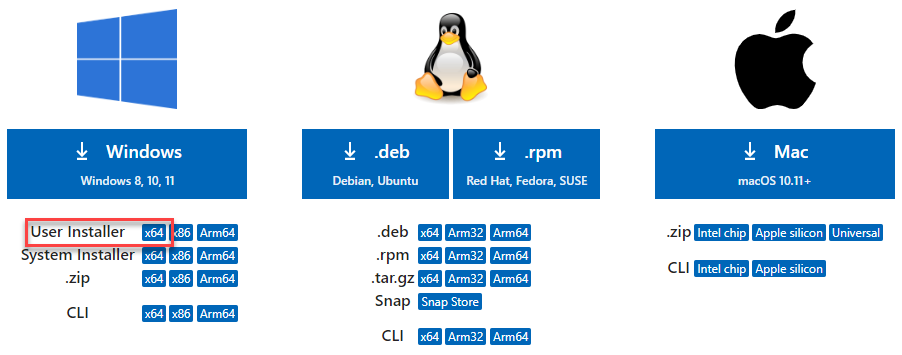 Windows
Windows 8, 10, 11
User Installer x64 x86 Arm64
System Installer x64 x86 Arm64
.zip x64 x86 Arm64
CLI x64 x86 Arm64
.deb
Debian, Ubuntu
.rpm
Red Hat, Fedora, SUSE
.deb x64 Arm32 Arm64
.rpm x64 Arm32 Arm64
.tar.gz x64 Arm32 Arm64
Snap Snap Store
CLI x64 Arm32 Arm64
Mac
macOS 10.11+
.zip Intel chip Apple silicon Universal
CLI Intel chip Apple silicon